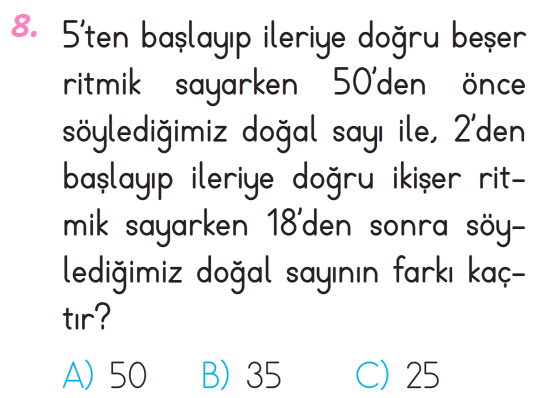 8. 5'ten başlayıp ileriye doğru beşer
ritmik sayarken 50'den önce
söylediğimiz doğal sayı ile, 2'den
başlayıp ileriye doğru ikişer rit-
mik sayarken 18'den sonra söy-
lediğimiz doğal sayının farkı kaç-
tır?
A) 50 B) 35 C) 25